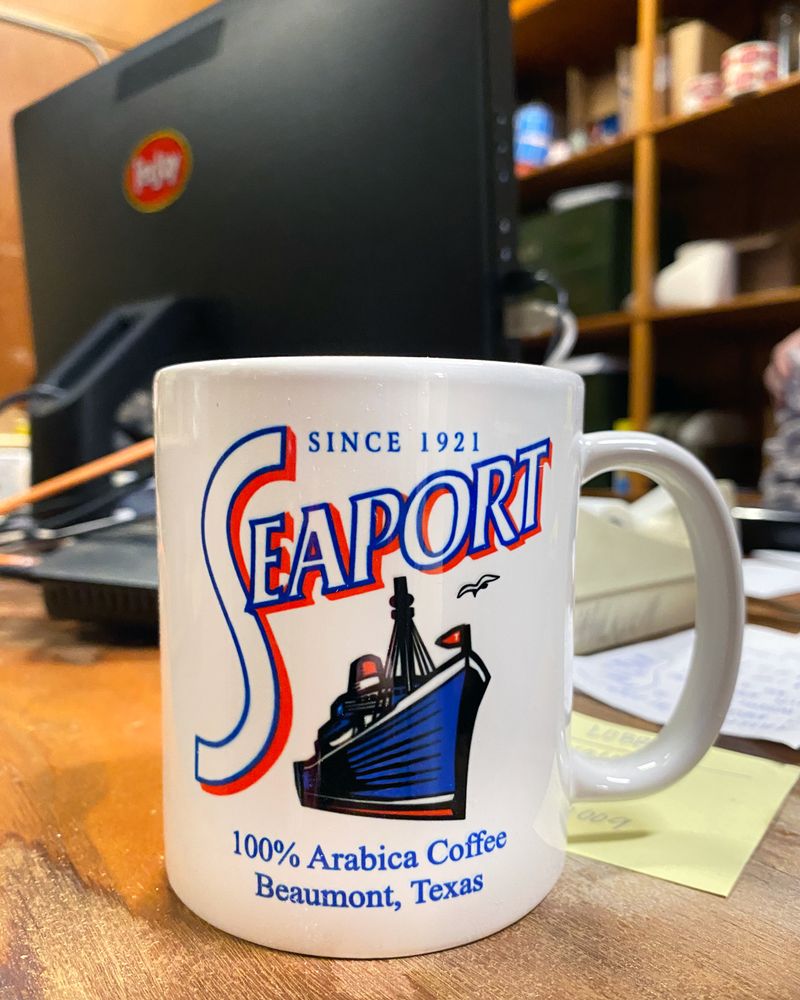 SINCE 1921
SEAPORT
100% Arabica Coffee
Beaumont, Texas